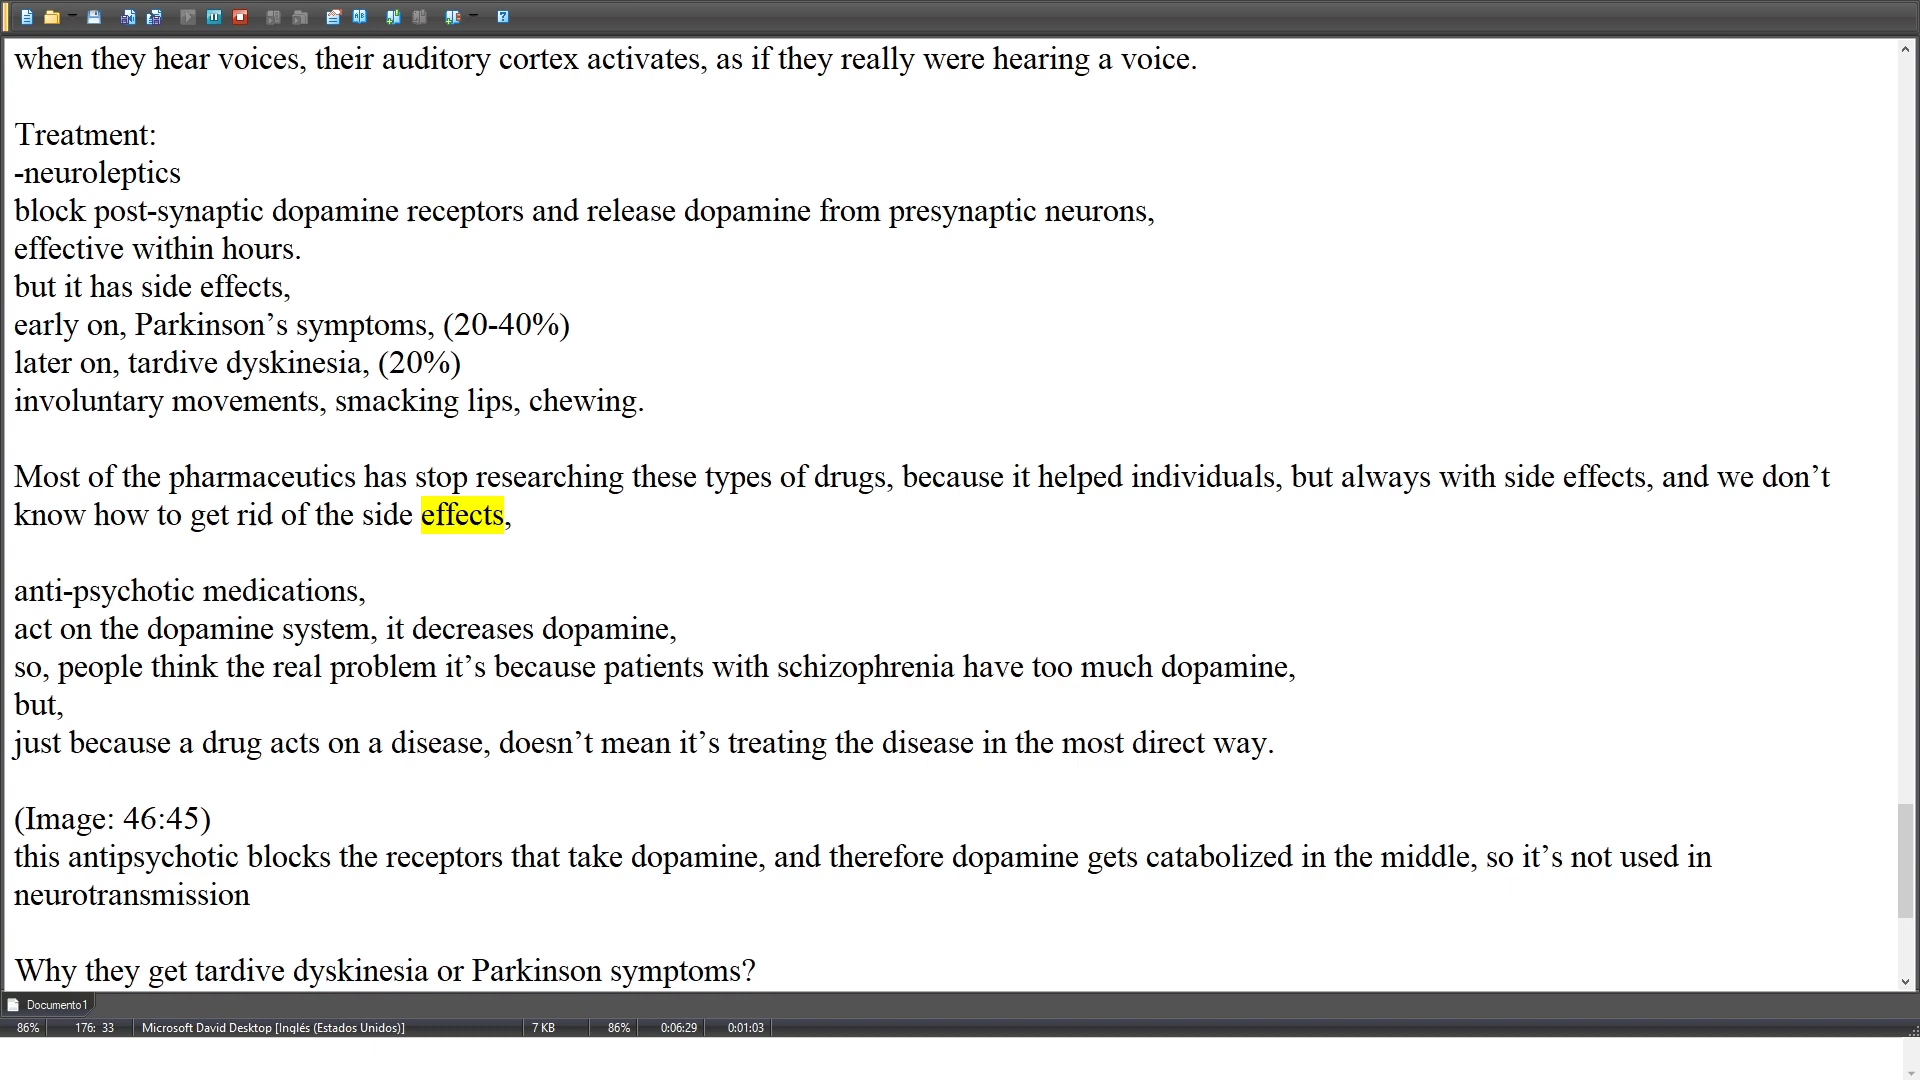 when they hear voices, their auditory cortex activates, as if they really were hearing a voice.
Treatment:
-neuroleptics
block post-synaptic dopamine receptors and release dopamine from presynaptic neurons,
effective within hours.
but it has side effects,
early on, Parkinson’s symptoms, (20-40%)
later on, tardive dyskinesia, (20%)
involuntary movements, smacking lips, chewing.
Most of the pharmaceutics has stop researching these types of drugs, because it helped individuals, but always with side effects, and we don’t
know how to get rid of the side effects,
anti-psychotic medications,
act on the dopamine system, it decreases dopamine,
so, people think the real problem it’s because patients with schizophrenia have too much dopamine,
but,
just because a drug acts on a disease, doesn’t mean it’s treating the disease in the most direct way.
(Image: 46:45)
this antipsychotic blocks the receptors that take dopamine, and therefore dopamine gets catabolized in the middle, so it’s not used in
neurotransmission
Why they get tardive dyskinesia or Parkinson symptoms?
Documento1
86% 176: 33 Microsoft David Desktop [Inglés (Estados Unidos)] 7 KB 86% 0:06:29 0:01:03